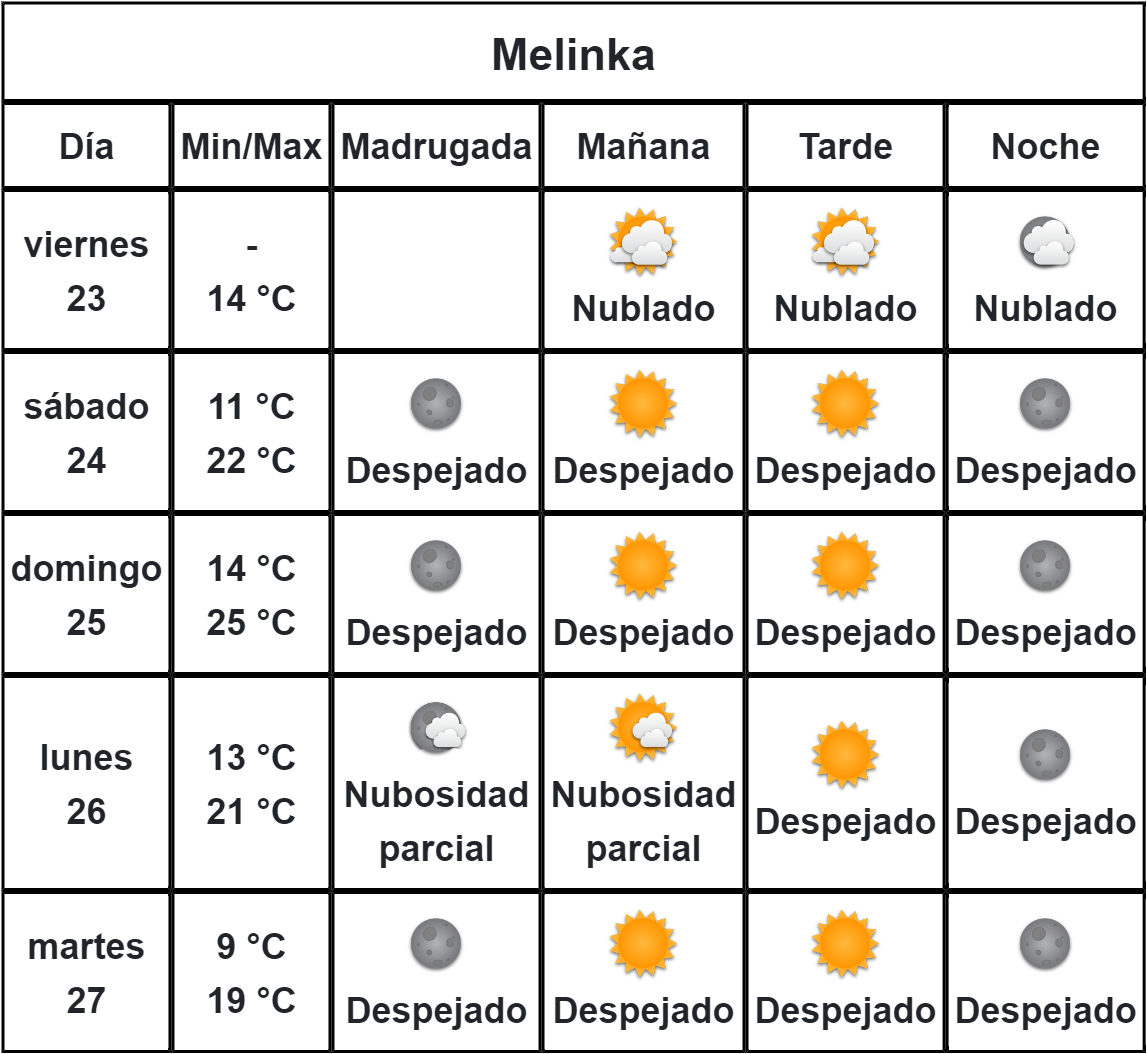 Melinka
Día Min/Max Madrugada Mañana Tarde Noche
viernes
23
-
14 °C
Nublado
Nublado
Nublado
sábado
24
11 °C
22 °C
Despejado
Despejado
Despejado
Despejado
domingo
25
14 °C
25 °C
Despejado
Despejado
Despejado
Despejado
lunes
26
13 °C
21 °C
Nubosidad
parcial
Nubosidad
parcial
Despejado
Despejado
martes
27
9 °C
19 °C
Despejado
Despejado
Despejado
Despejado